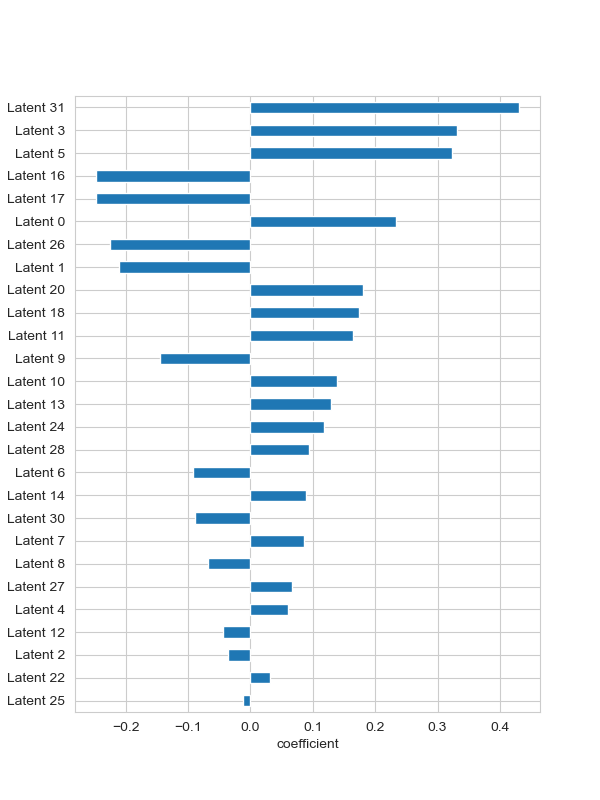 Latent 31
Latent 3
Latent 5
Latent 16
Latent 17
Latent 0
Latent 26
Latent 1
Latent 20
Latent 18
Latent 11
Latent 9
Latent 10
Latent 13
Latent 24
Latent 28
Latent 6
Latent 14
Latent 30
Latent 7
Latent 8
Latent 27
Latent 4
Latent 12
Latent 2
Latent 22
Latent 25
−0.2 −0.1 0.0 0.1 0.2 0.3 0.4
coefficient